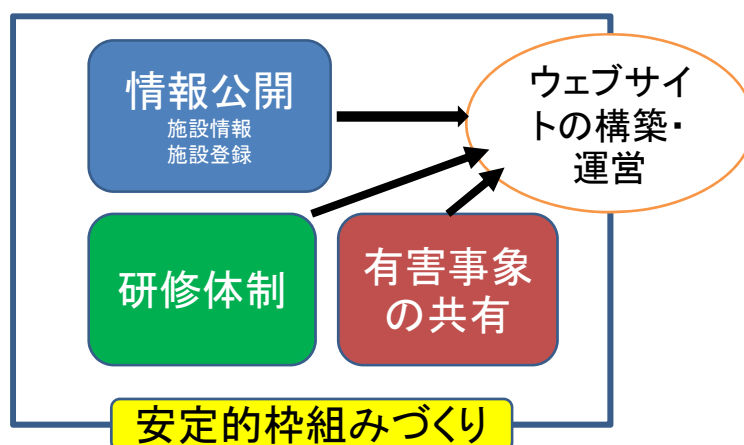 情報公開
施設情報
施設登録
ウェブサイ
トの構築・
運営
研修体制
有害事象
の共有
安定的枠組みづくり